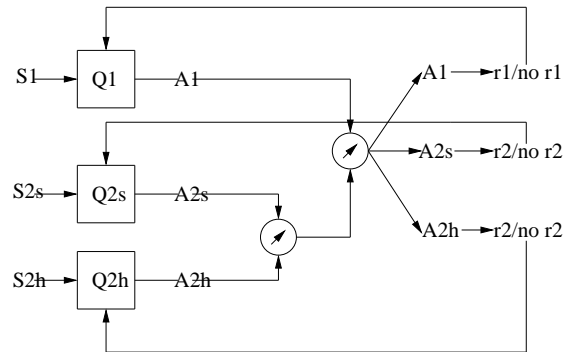 S1 Q1 A1 A1 r1/no r1
A2s r2/no r2
S2s Q2s A2s
A2h r2/no r2
S2h Q2h A2h